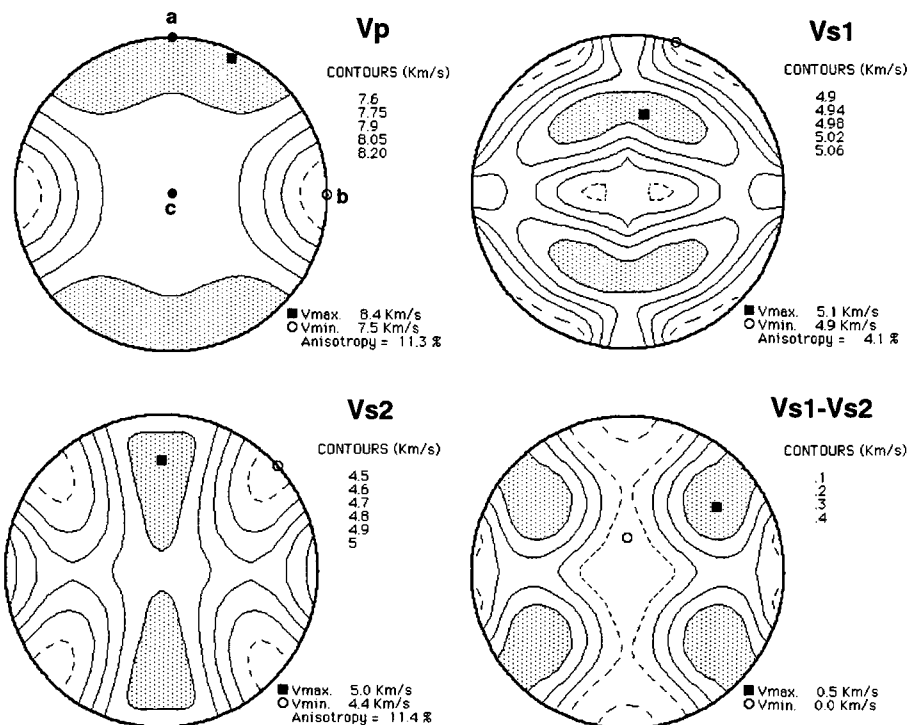 a
Vp
CONTOURS (Km/s)
7.6
7.75
7.9
8.05
8.20
b
c
Vmax. 8.4 Km/s
Vmin. 7.5 Km/s
Anisotropy = 11.3 %
Vs1
CONTOURS (Km/s)
4.9
4.94
4.98
5.02
5.06
Vmax. 5.1 Km/s
Vmin. 4.9 Km/s
Anisotropy = 4.1 %
Vs2
CONTOURS (Km/s)
4.5
4.6
4.7
4.8
4.9
5
Vmax. 5.0 Km/s
Vmin. 4.4 Km/s
Anisotropy = 11.4 %
Vs1-Vs2
CONTOURS (Km/s)
.1
.2
.3
.4
Vmax. 0.5 Km/s
Vmin. 0.0 Km/s